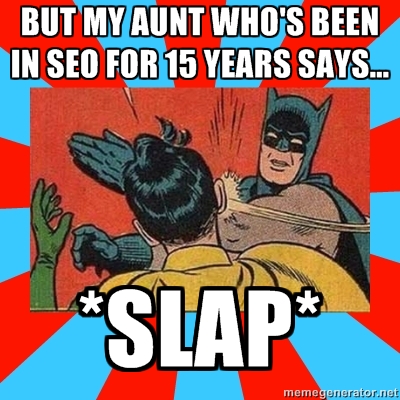 BUT MY AUNT WHO'S BEEN
IN SEO FOR 15 YEARS SAYS...
*SLAP*
memegenerator.net